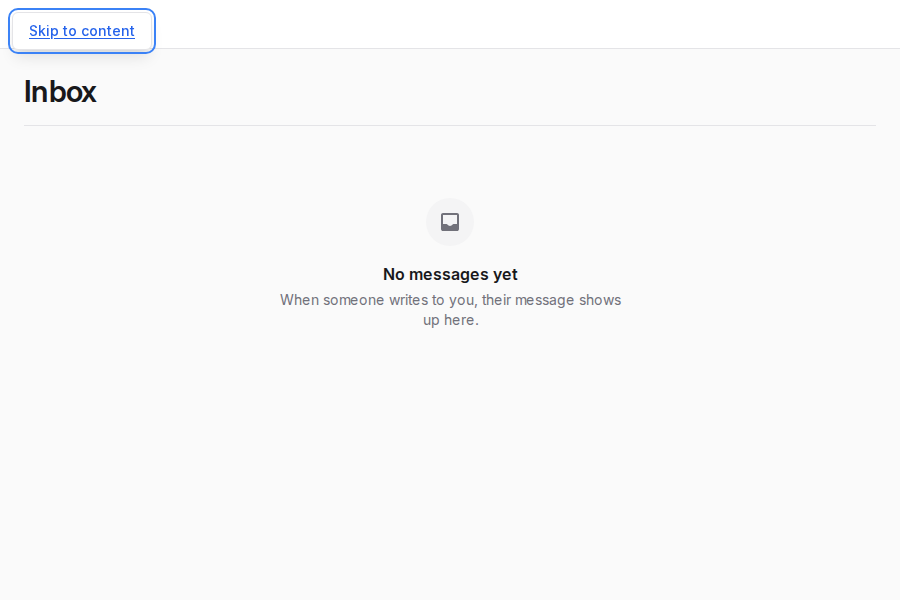 Skip to content
Inbox
No messages yet
When someone writes to you, their message shows
up here.